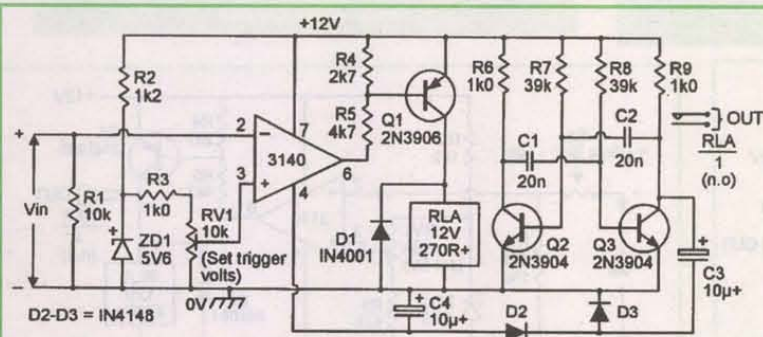 +12V
R2
1k2
R4
2k7
R5
4k7
Q1
2N3906
R6
1k0
R7
39k
R8
39k
R9
1k0
C2
20n
C1
20n
OUT
RLA
1
(n.o)
+
2
7
3140
6
3
4
Vin
R1
10k
R3
1k0
RV1
10k
(Set trigger
volts)
ZD1
5V6
D1
IN4001
RLA
12V
270R+
Q2
2N3904
Q3
2N3904
C3
10µ+
0V
C4
10µ+
D2
D3
D2-D3 = IN4148